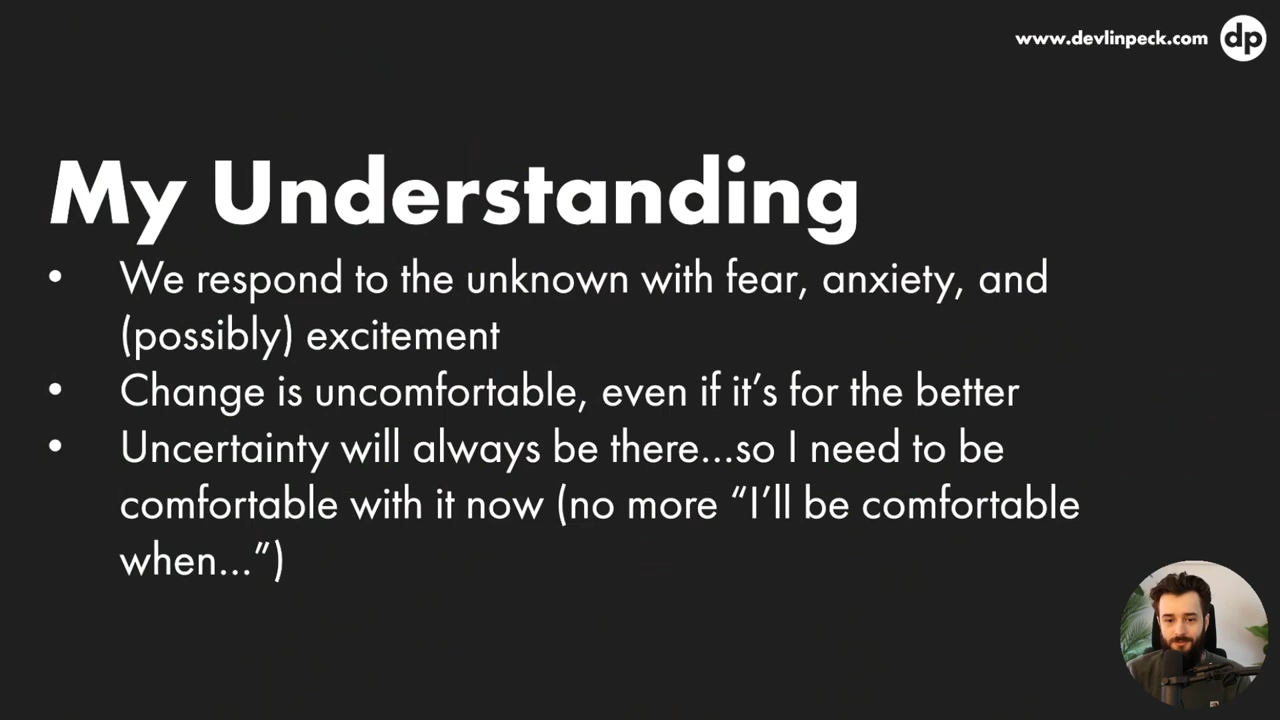 www.devlinpeck.com dp
My Understanding
• We respond to the unknown with fear, anxiety, and
(possibly) excitement
• Change is uncomfortable, even if it’s for the better
• Uncertainty will always be there...so I need to be
comfortable with it now (no more “I’ll be comfortable
when...”)